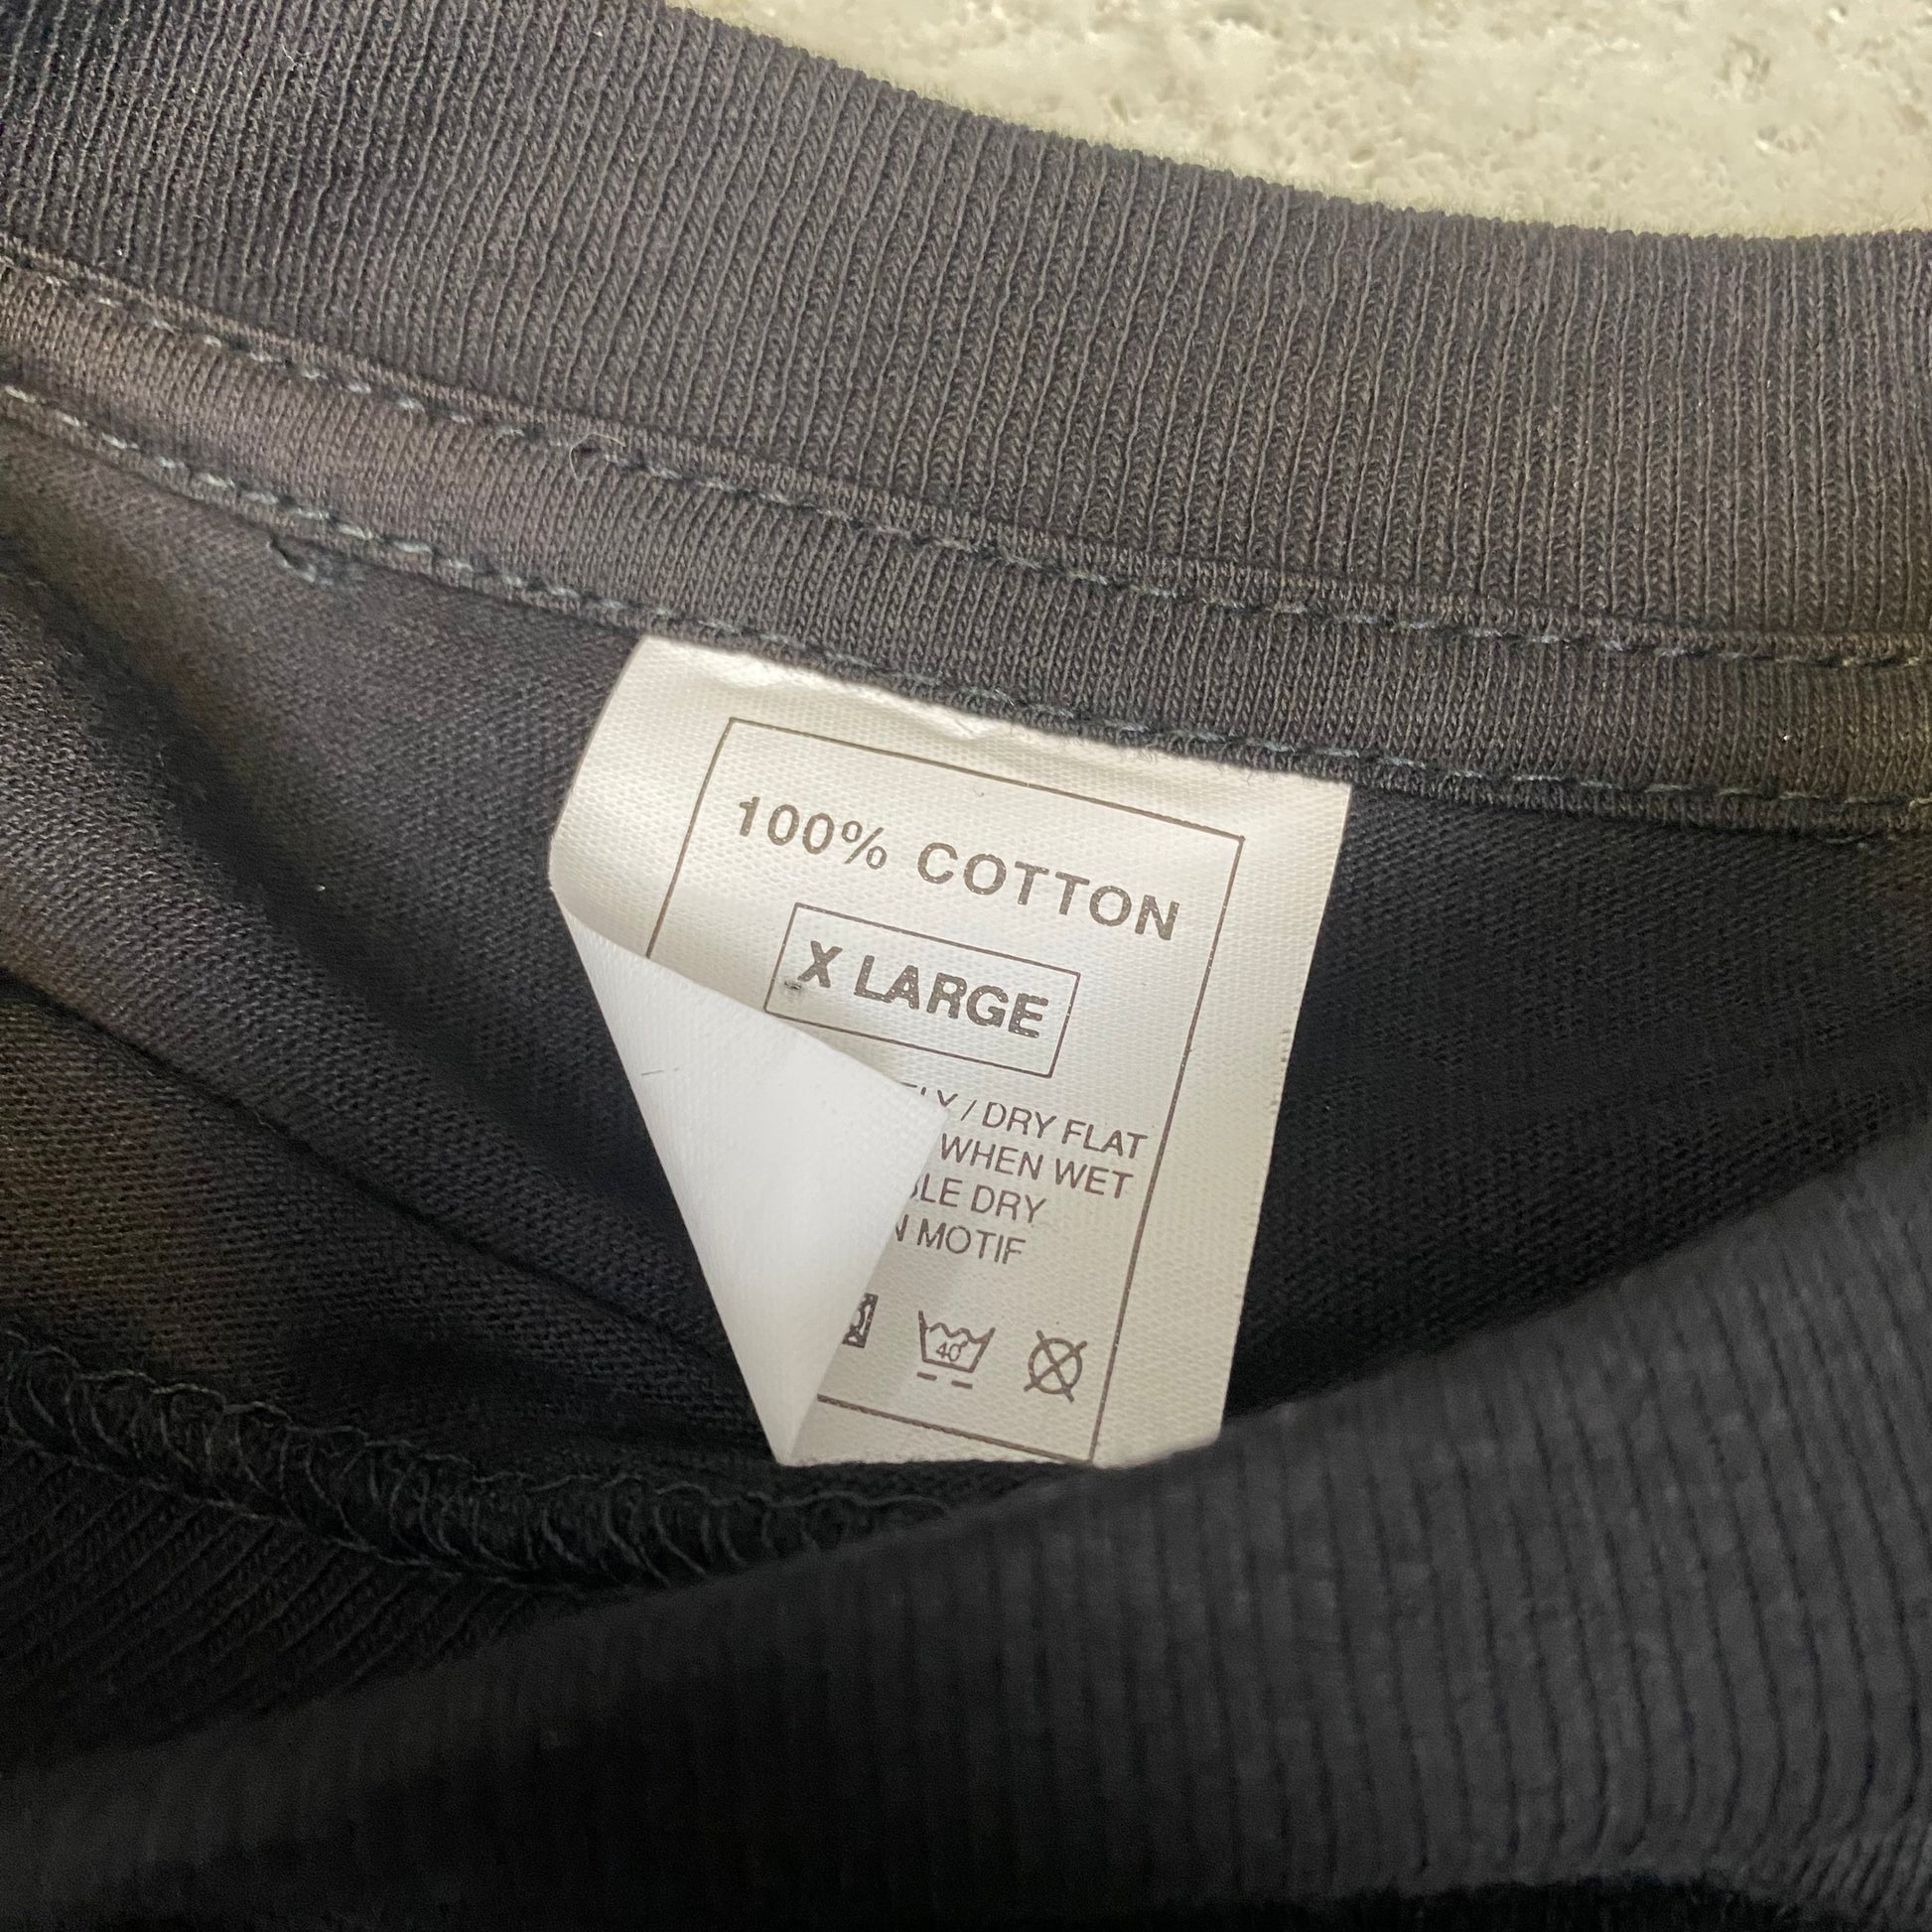 100% COTTON
X LARGE
/ DRY FLAT
WHEN WET
DRY
MOTIF
40°